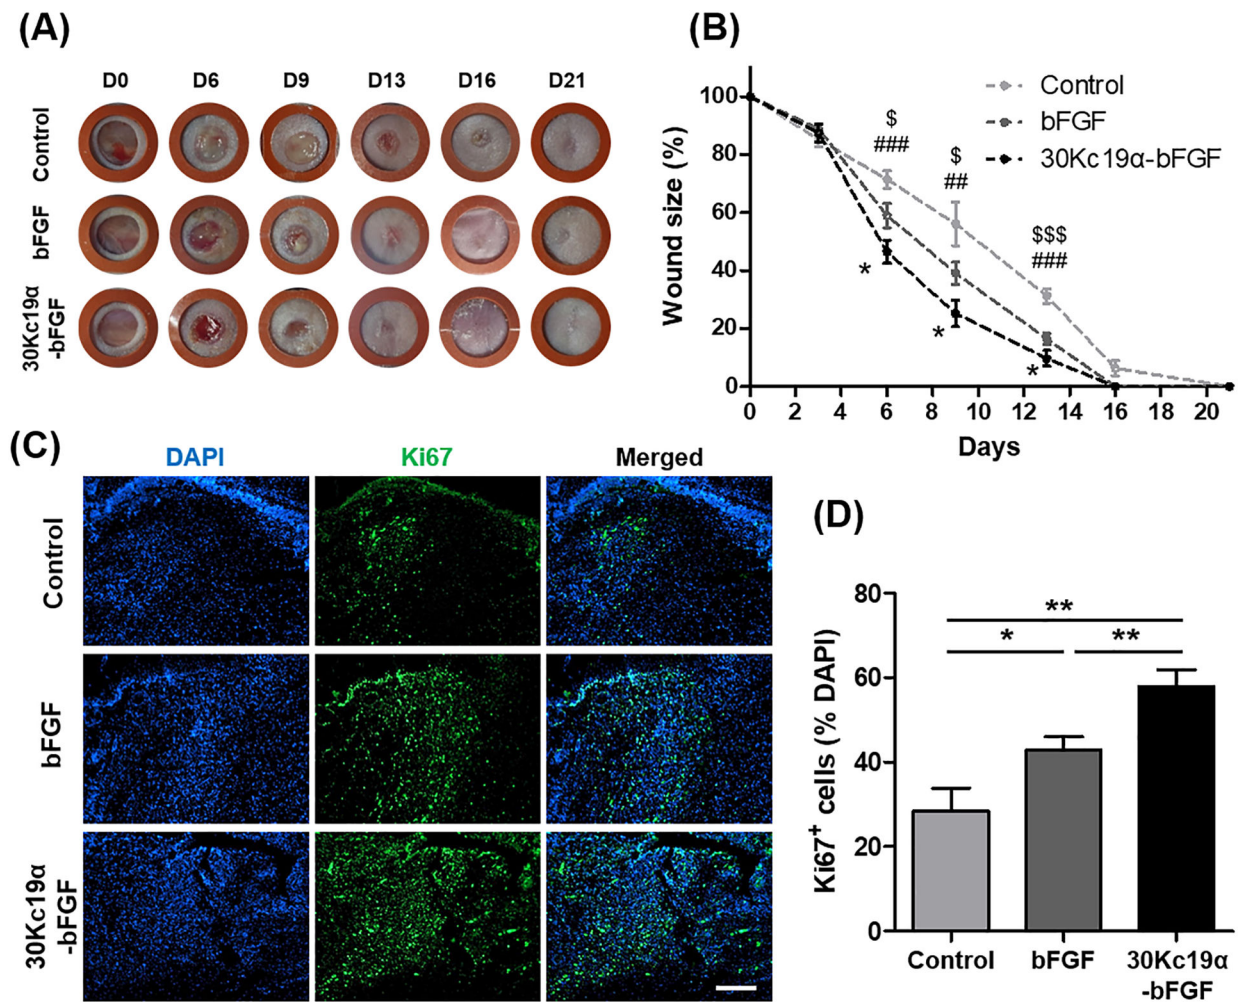 (A)
D0 D6 D9 D13 D16 D21
Control
bFGF
30Kc19α
-bFGF
(B)
Wound size (%)
100
80
60
40
20
0
0 2 4 6 8 10 12 14 16 18 20
Days
Control
bFGF
30Kc19α-bFGF
$
###
$
##
$$$
###
*
*
*
(C)
DAPI Ki67 Merged
Control
bFGF
30Kc19α
-bFGF
(D)
Ki67+ cells (% DAPI)
80
60
40
20
0
**
* **
Control bFGF 30Kc19α
-bFGF